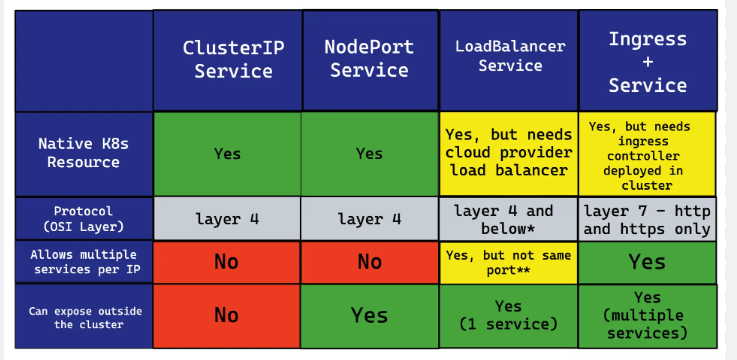 ClusterIP
Service
NodePort
Service
LoadBalancer
Service
Ingress
+
Service
Native K8s
Resource
Yes
Yes
Yes, but needs
cloud provider
load balancer
Yes, but needs
ingress
controller
deployed in
cluster
Protocol
(OSI Layer)
layer 4
layer 4
layer 4 and
below*
layer 7 - http
and https only
Allows multiple
services per IP
No
No
Yes, but not same
port**
Yes
Can expose outside
the cluster
No
Yes
Yes
(1 service)
Yes
(multiple
services)